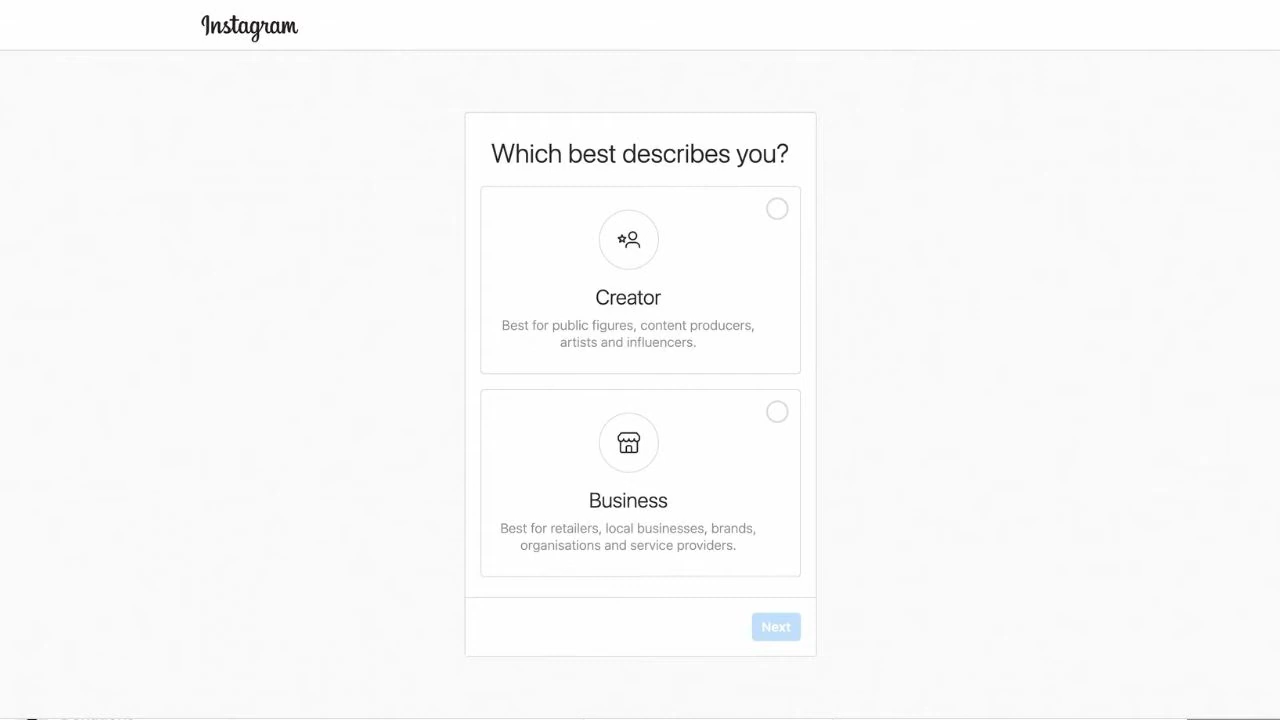 Instagram
Which best describes you?
Creator
Best for public figures, content producers,
artists and influencers.
Business
Best for retailers, local businesses, brands,
organisations and service providers.
Next